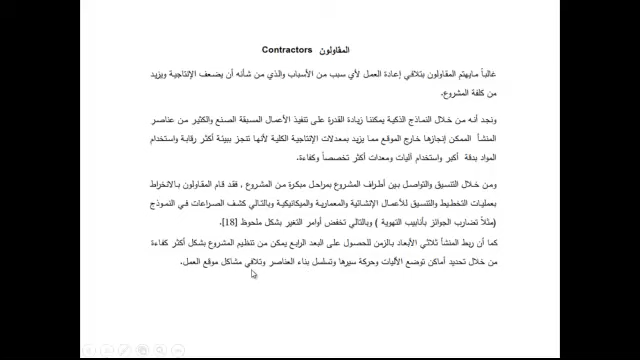 المقاولون Contractors
غالباً مايهتم المقاولون بتلافي إعادة العمل لأي سبب من الأسباب والذي من شأنه أن يضعف الإنتاجية ويزيد
من كلفة المشروع.
ونجد أنه من خلال النماذج الذكية يمكننا زيادة القدرة على تنفيذ الأعمال المسبقة الصنع والكثير من عناصر
المنشأ الممكن إنجازها خارج الموقع مما يزيد بمعدلات الإنتاجية الكلية لأنها تنجز ببيئة أكثر رقابة واستخدام
المواد بدقة أكبر واستخدام آليات ومعدات أكثر تخصصاً وكفاءة.
ومن خلال التنسيق والتواصل بين أطراف المشروع بمراحل مبكرة من المشروع , فقد قام المقاولون بالانخراط
بعمليات التخطيط والتنسيق للأعمال الإنشائية والمعمارية والميكانيكية وبالتالي كشف الصراعات في النموذج
(مثلاً تضارب الجوائز بأنابيب التهوية ) وبالتالي تخفض أوامر التغير بشكل ملحوظ [18].
كما أن ربط المنشأ ثلاثي الأبعاد بالزمن للحصول على البعد الرابع يمكن من تنظيم المشروع بشكل أكثر كفاءة
من خلال تحديد أماكن توضع الآليات وحركة سيرها وتسلسل بناء العناصر وتلافي مشاكل موقع العمل.